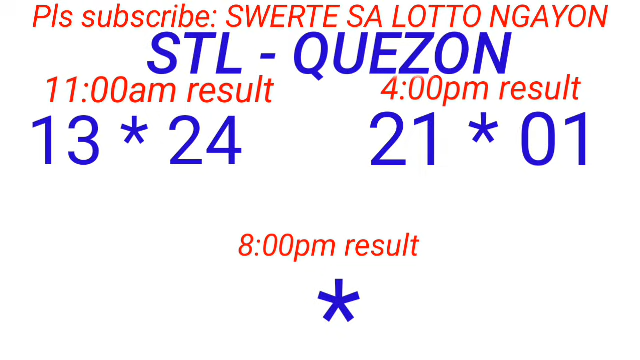 Pls subscribe: SWERTE SA LOTTO NGAYON
STL - QUEZON
11:00am result
4:00pm result
13 * 24
21 * 01
8:00pm result
*